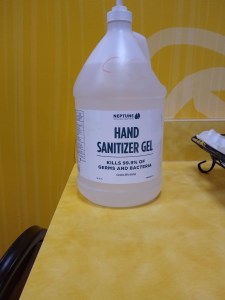 NEPTUNE
HAND
SANITIZER GEL
KILLS 99.9% OF
GERMS AND BACTERIA